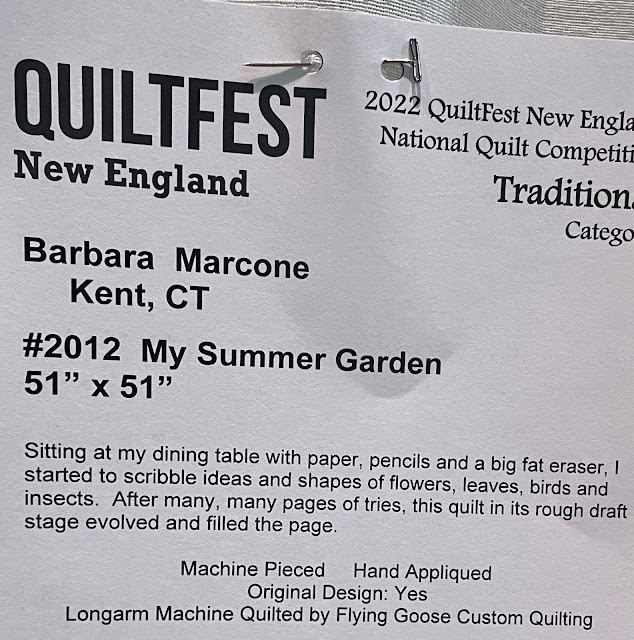 QUILTFEST
New England
2022 QuiltFest New Engla
National Quilt Competiti
Tradition
Catego
Barbara Marcone
Kent, CT
#2012 My Summer Garden
51” x 51”
Sitting at my dining table with paper, pencils and a big fat eraser, I
started to scribble ideas and shapes of flowers, leaves, birds and
insects. After many, many pages of tries, this quilt in its rough draft
stage evolved and filled the page.
Machine Pieced Hand Appliqued
Original Design: Yes
Longarm Machine Quilted by Flying Goose Custom Quilting